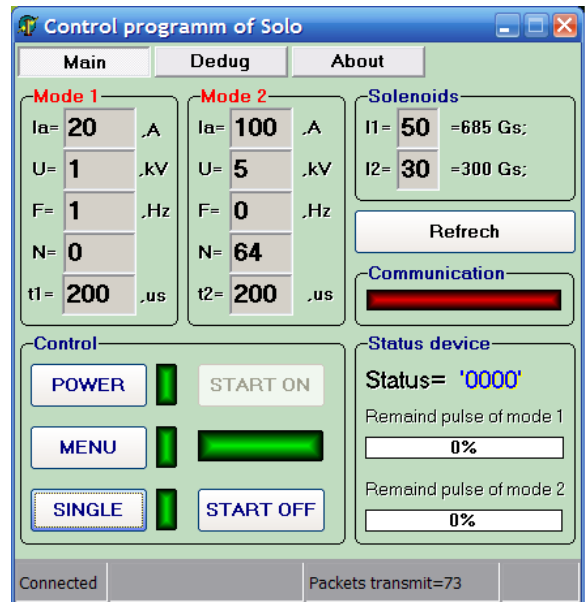 Control programm of Solo
Main Dedug About
Mode 1
Ia= 20 ,A
U= 1 ,kV
F= 1 ,Hz
N= 0
t1= 200 ,us
Mode 2
Ia= 100 ,A
U= 5 ,kV
F= 0 ,Hz
N= 64
t2= 200 ,us
Solenoids
I1= 50 =685 Gs;
I2= 30 =300 Gs;
Refrech
Communication
Control
POWER START ON
MENU
SINGLE START OFF
Status device
Status= '0000'
Remaind pulse of mode 1
0%
Remaind pulse of mode 2
0%
Connected Packets transmit=73